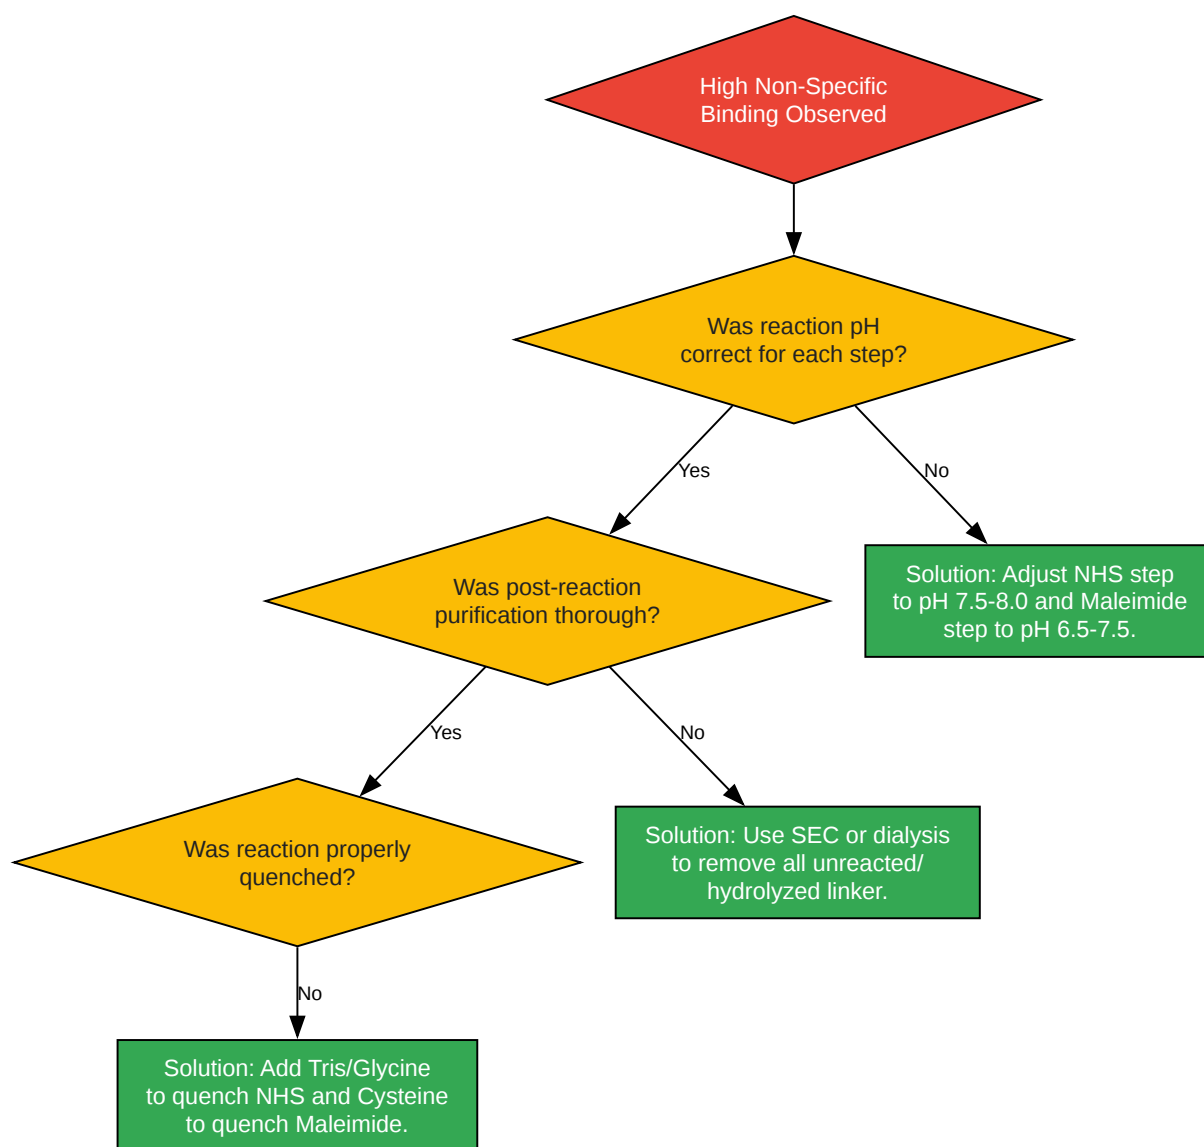 High Non-Specific
Binding Observed
Was reaction pH
correct for each step?
Yes
No
Was post-reaction
purification thorough?
Solution: Adjust NHS step
to pH 7.5-8.0 and Maleimide
step to pH 6.5-7.5.
Yes
No
Was reaction properly
quenched?
Solution: Use SEC or dialysis
to remove all unreacted/
hydrolyzed linker.
No
Solution: Add Tris/Glycine
to quench NHS and Cysteine
to quench Maleimide.